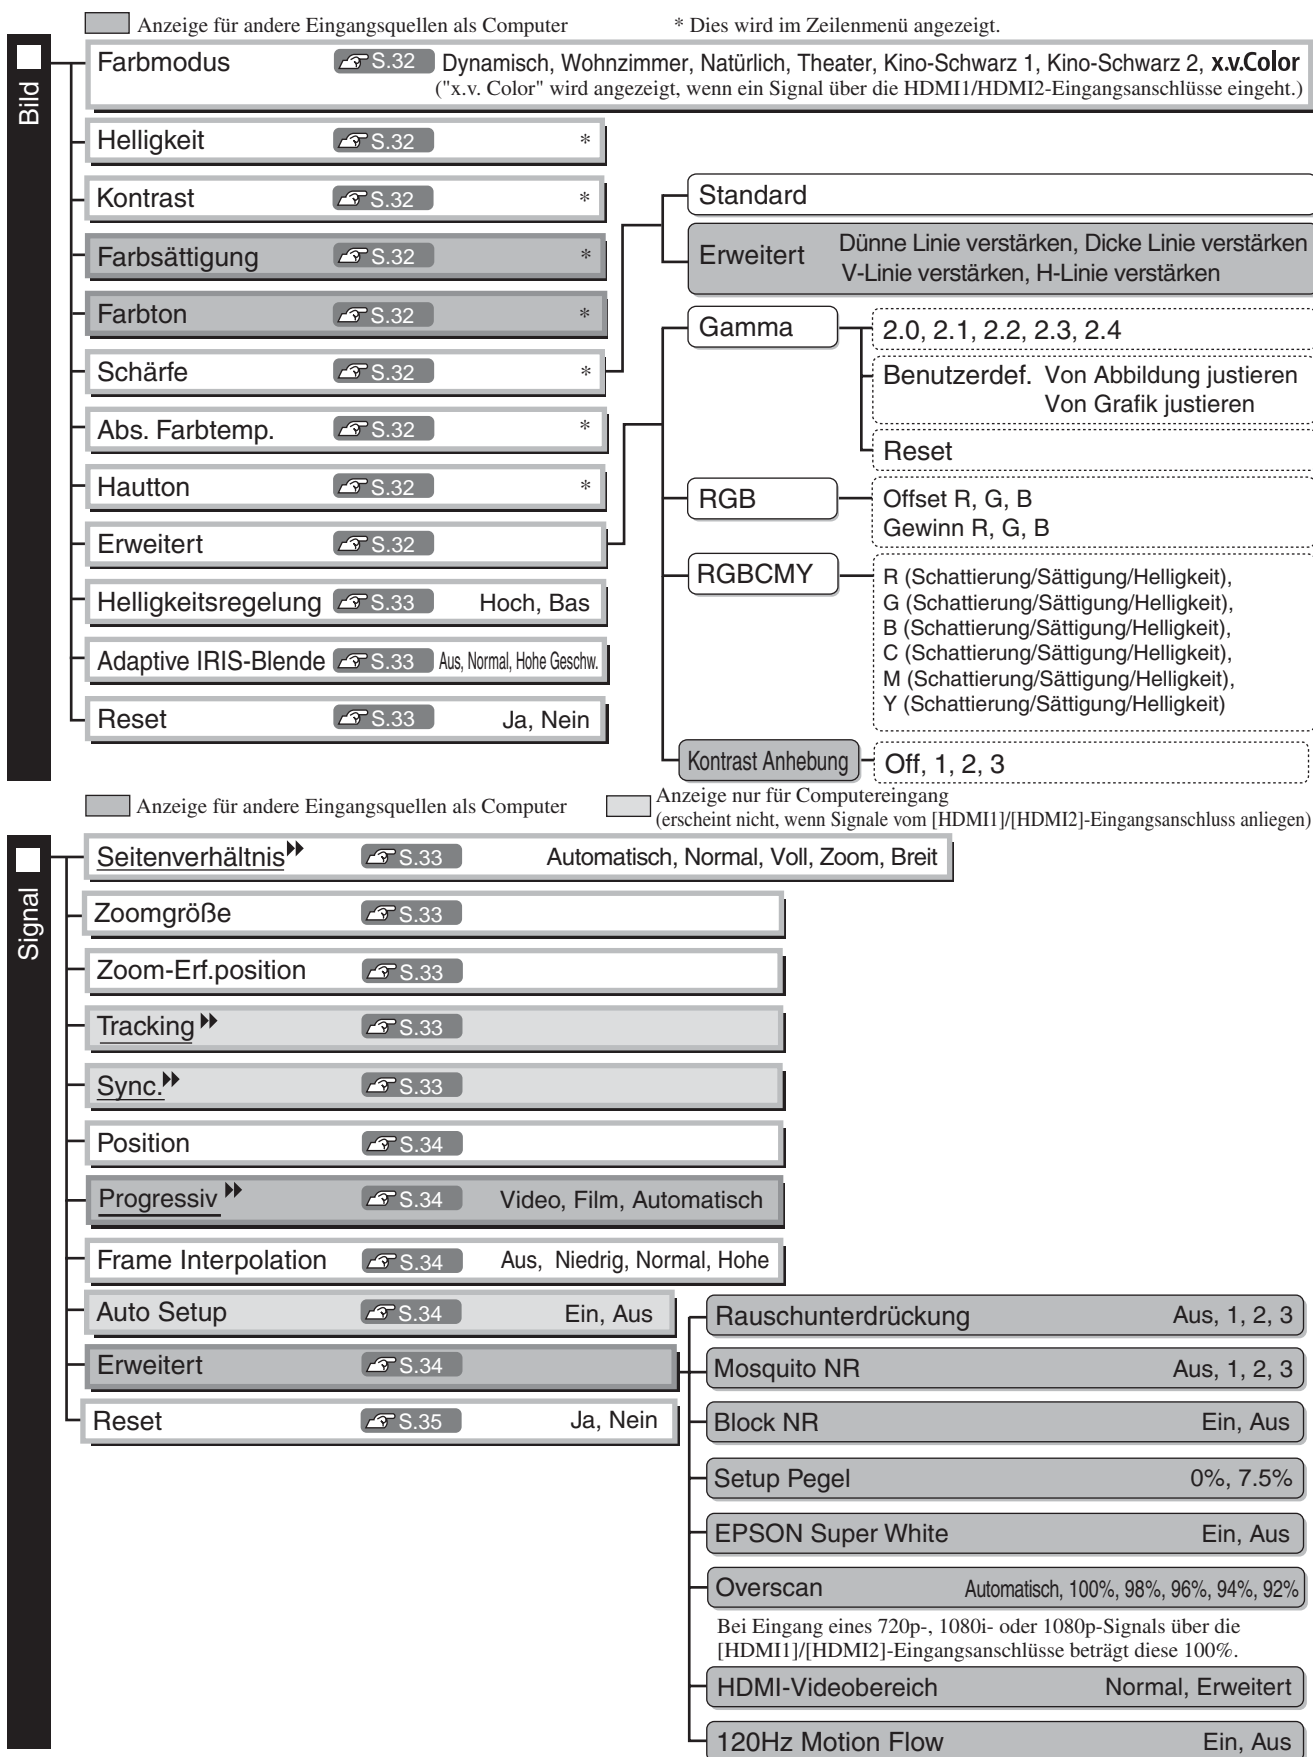 Anzeige für andere Eingangsquellen als Computer
* Dies wird im Zeilenmenü angezeigt.
Bild
Farbmodus S.32 Dynamisch, Wohnzimmer, Natürlich, Theater, Kino-Schwarz 1, Kino-Schwarz 2, x.v.Color
("x.v. Color" wird angezeigt, wenn ein Signal über die HDMI1/HDMI2-Eingangsanschlüsse eingeht.)
Helligkeit S.32 *
Kontrast S.32 *
Farbsättigung S.32 *
Farbton S.32 *
Schärfe S.32 *
Abs. Farbtemp. S.32 *
Hautton S.32 *
Erweitert S.32
Helligkeitsregelung S.33 Hoch, Bas
Adaptive IRIS-Blende S.33 Aus, Normal, Hohe Geschw.
Reset S.33 Ja, Nein
Standard
Erweitert Dünne Linie verstärken, Dicke Linie verstärken
V-Linie verstärken, H-Linie verstärken
Gamma
2.0, 2.1, 2.2, 2.3, 2.4
Benutzerdef. Von Abbildung justieren
Von Grafik justieren
Reset
RGB
Offset R, G, B
Gewinn R, G, B
RGBCMY
R (Schattierung/Sättigung/Helligkeit),
G (Schattierung/Sättigung/Helligkeit),
B (Schattierung/Sättigung/Helligkeit),
C (Schattierung/Sättigung/Helligkeit),
M (Schattierung/Sättigung/Helligkeit),
Y (Schattierung/Sättigung/Helligkeit)
Kontrast Anhebung Off, 1, 2, 3
Anzeige für andere Eingangsquellen als Computer
Anzeige nur für Computereingang
(erscheint nicht, wenn Signale vom [HDMI1]/[HDMI2]-Eingangsanschluss anliegen)
Signal
Seitenverhältnis S.33 Automatisch, Normal, Voll, Zoom, Breit
Zoomgröße S.33
Zoom-Erf.position S.33
Tracking S.33
Sync. S.33
Position S.34
Progressiv S.34 Video, Film, Automatisch
Frame Interpolation S.34 Aus, Niedrig, Normal, Hohe
Auto Setup S.34 Ein, Aus
Erweitert S.34
Reset S.35 Ja, Nein
Rauschunterdrückung Aus, 1, 2, 3
Mosquito NR Aus, 1, 2, 3
Block NR Ein, Aus
Setup Pegel 0%, 7.5%
EPSON Super White Ein, Aus
Overscan Automatisch, 100%, 98%, 96%, 94%, 92%
Bei Eingang eines 720p-, 1080i- oder 1080p-Signals über die
[HDMI1]/[HDMI2]-Eingangsanschlüsse beträgt diese 100%.
HDMI-Videobereich Normal, Erweitert
120Hz Motion Flow Ein, Aus